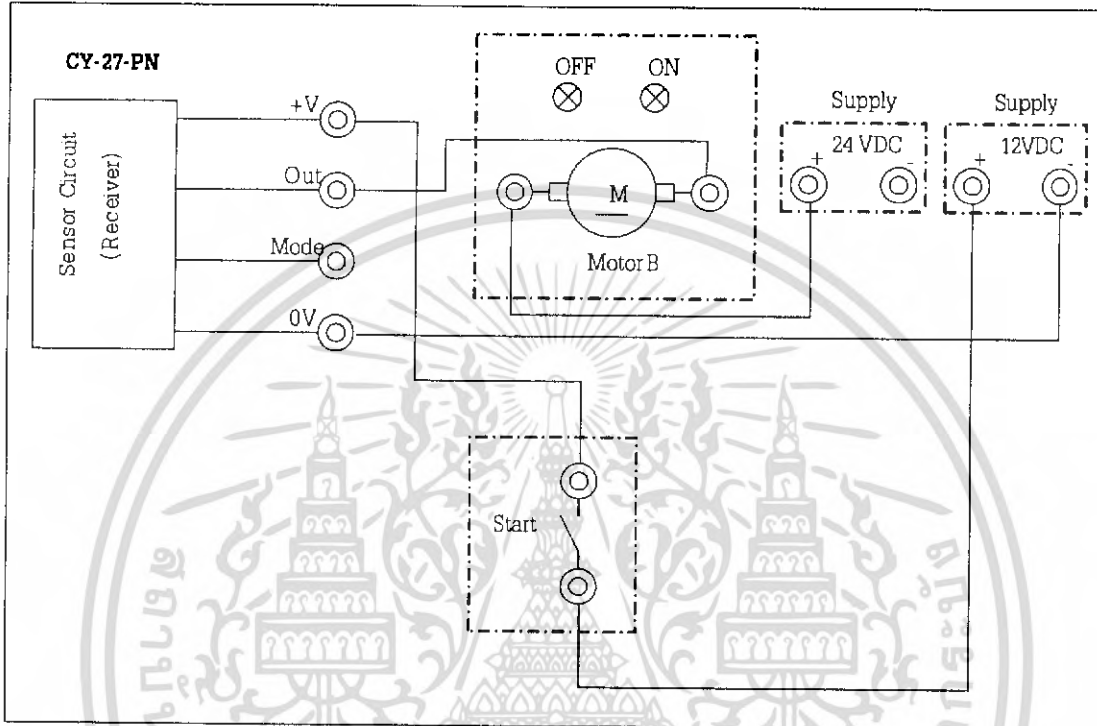 CY-27-PN
Sensor Circuit
(Receiver)
+V
Out
Mode
0V
OFF ON
M
Motor B
Supply
+ 24 VDC -
Supply
+ 12VDC -
Start